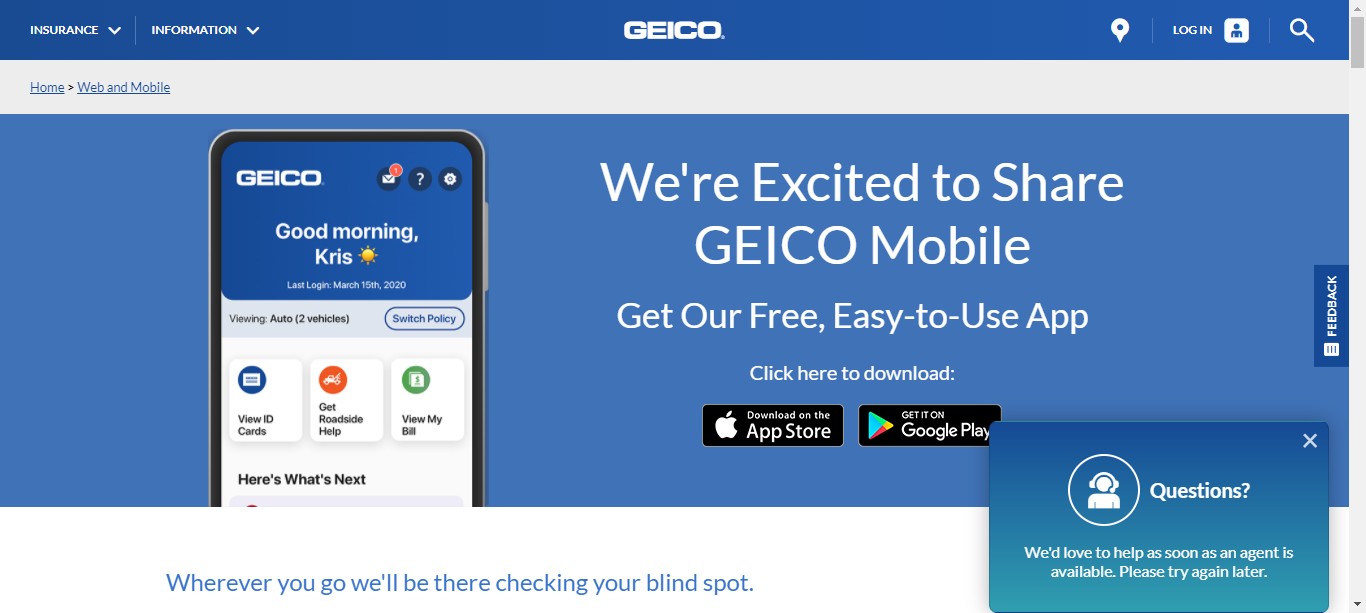 INSURANCE
INFORMATION
GEICO.
LOG IN
Home > Web and Mobile
GEICO.
1
?
Good morning,
Kris
Last Login: March 15th, 2020
Viewing: Auto (2 vehicles)
Switch Policy
View ID
Cards
Get
Roadside
Help
View My
Bill
Here's What's Next
We're Excited to Share
GEICO Mobile
Get Our Free, Easy-to-Use App
Click here to download:
Download on the
App Store
GET IT ON
Google Play
FEEDBACK
Questions?
We'd love to help as soon as an agent is
available. Please try again later.
Wherever you go we'll be there checking your blind spot.